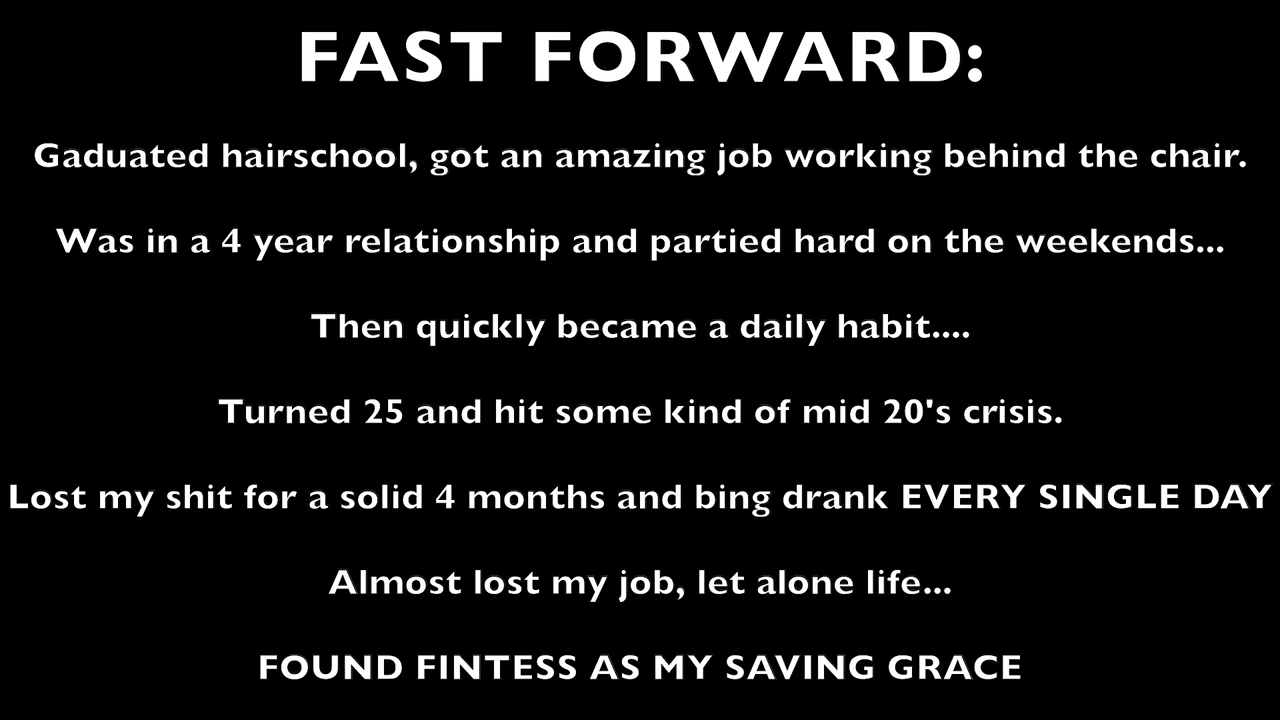 FAST FORWARD:
Gaduated hairschool, got an amazing job working behind the chair.
Was in a 4 year relationship and partied hard on the weekends...
Then quickly became a daily habit....
Turned 25 and hit some kind of mid 20's crisis.
Lost my shit for a solid 4 months and bing drank EVERY SINGLE DAY
Almost lost my job, let alone life...
FOUND FINTESS AS MY SAVING GRACE